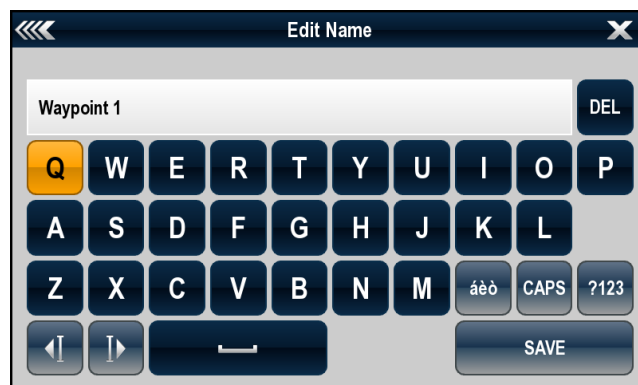 Edit Name
Waypoint 1 DEL
Q W E R T Y U I O P
A S D F G H J K L
Z X C V B N M áèò CAPS ?123
SAVE